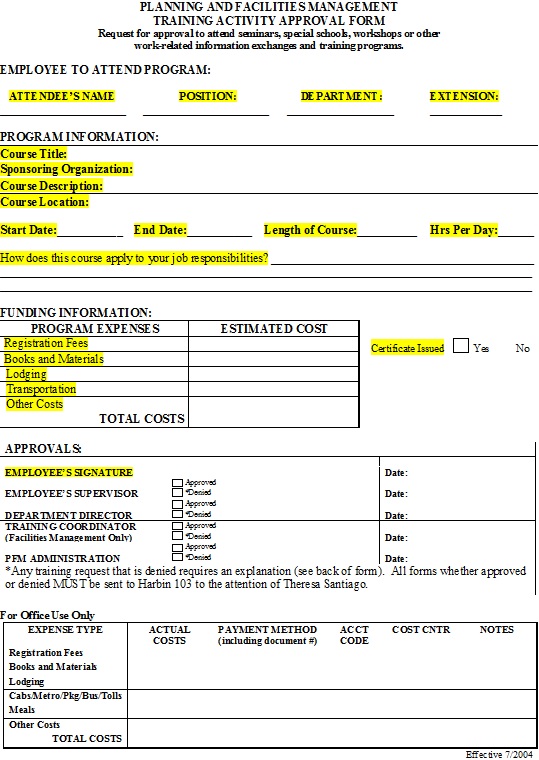 PLANNING AND FACILITIES MANAGEMENT
TRAINING ACTIVITY APPROVAL FORM
Request for approval to attend seminars, special schools, workshops or other
work-related information exchanges and training programs.
EMPLOYEE TO ATTEND PROGRAM:
ATTENDEE'S NAME POSITION: DEPARTMENT: EXTENSION:
PROGRAM INFORMATION:
Course Title:
Sponsoring Organization:
Course Description:
Course Location:
Start Date: End Date: Length of Course: Hrs Per Day:
How does this course apply to your job responsibilities?
FUNDING INFORMATION:
PROGRAM EXPENSES ESTIMATED COST
Registration Fees
Certificate Issued Yes No
Books and Materials
Lodging
Transportation
Other Costs
TOTAL COSTS
APPROVALS:
EMPLOYEE'S SIGNATURE Date:
Approved
EMPLOYEE'S SUPERVISOR *Denied Date:
Approved
DEPARTMENT DIRECTOR *Denied Date:
TRAINING COORDINATOR Approved
(Facilities Management Only) *Denied Date:
Approved
PFM ADMINISTRATION *Denied Date:
*Any training request that is denied requires an explanation (see back of form). All forms whether approved
or denied MUST be sent to Harbin 103 to the attention of Theresa Santiago.
For Office Use Only
EXPENSE TYPE ACTUAL PAYMENT METHOD ACCT COST CNTR NOTES
COSTS (including document #) CODE
Registration Fees
Books and Materials
Lodging
Cabs/Metro/Pkg/Bus/Tolls
Meals
Other Costs
TOTAL COSTS
Effective 7/2004